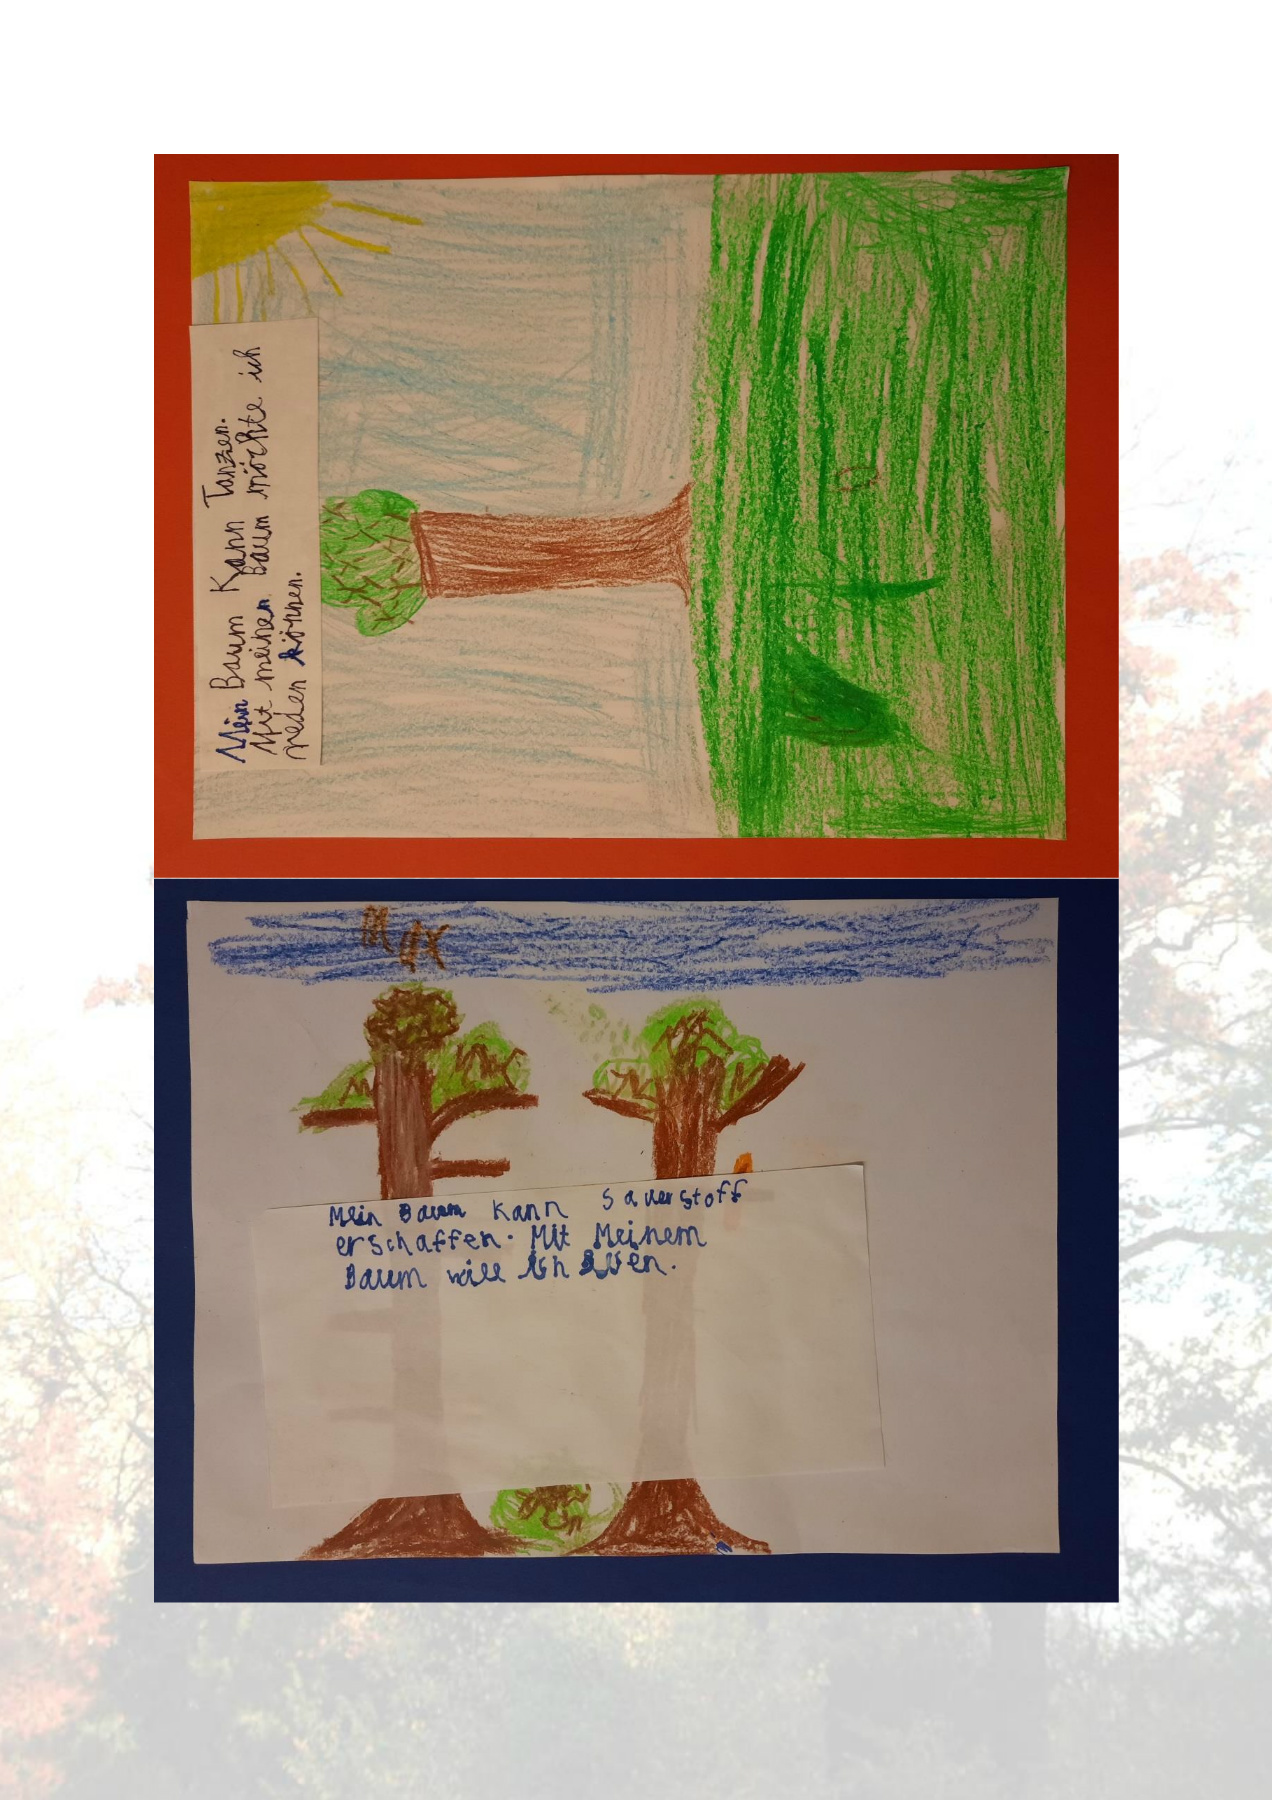 Mein Baum Kann Tanzen.
Mit meinen Baum möchte ich
reden können.
MAX
Mein Baum kann Sauerstoff
erschaffen. Mit Meinem
Baum will ich